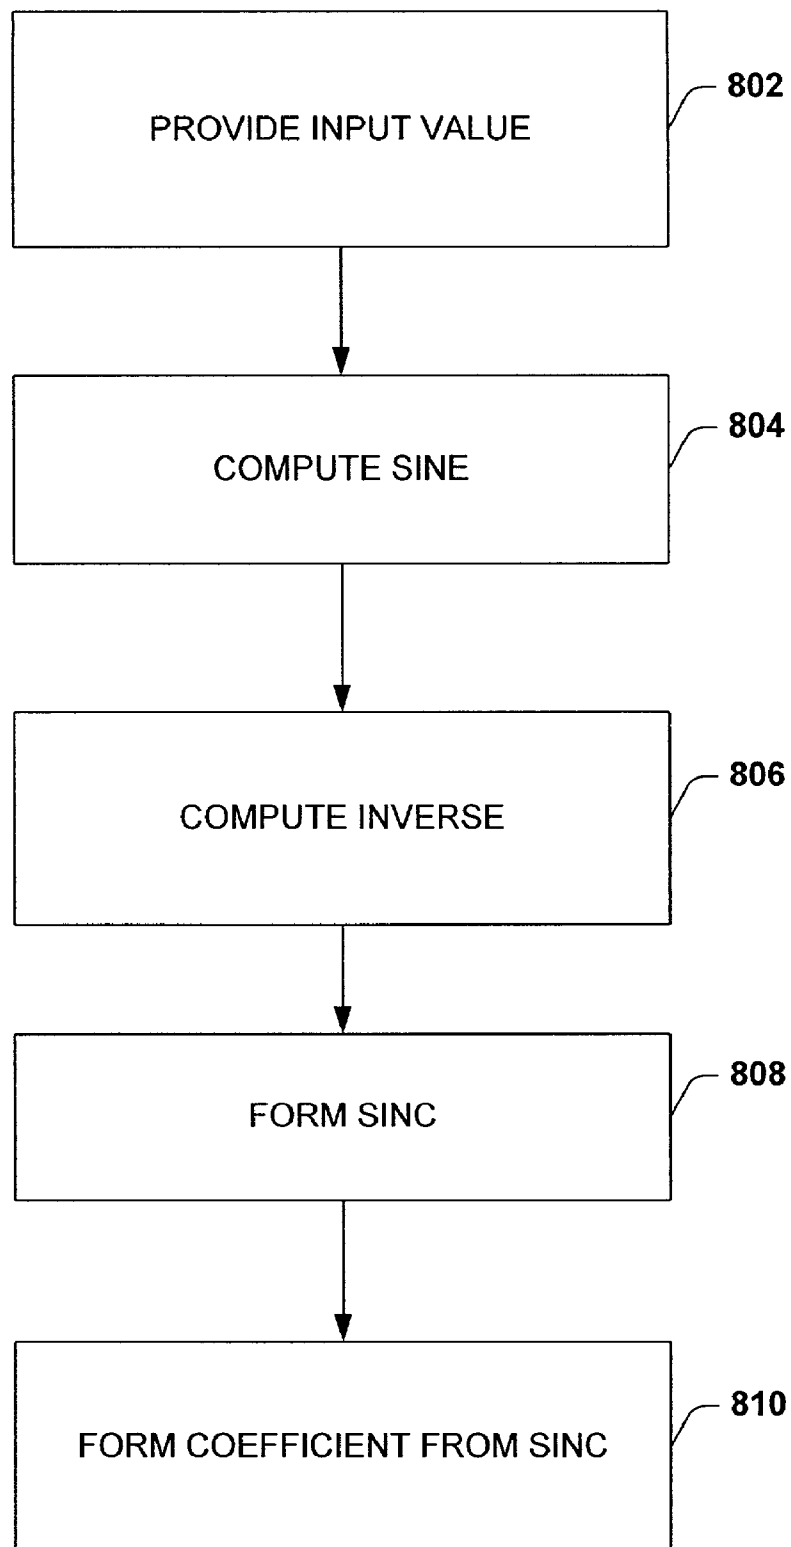 802
PROVIDE INPUT VALUE
804
COMPUTE SINE
806
COMPUTE INVERSE
808
FORM SINC
810
FORM COEFFICIENT FROM SINC